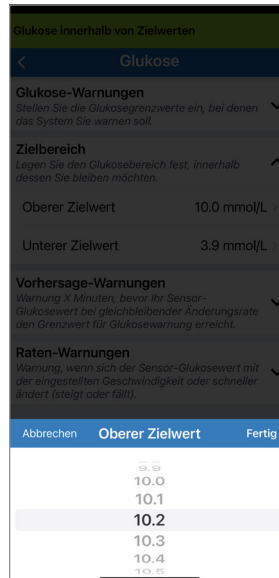 Glukose innerhalb von Zielwerten
Glukose
Glukose-Warnungen
Stellen Sie die Glukosegrenzwerte ein, bei denen
das System Sie warnen soll.
Zielbereich
Legen Sie den Glukosebereich fest, innerhalb
dessen Sie bleiben möchten.
Oberer Zielwert 10.0 mmol/L
Unterer Zielwert 3.9 mmol/L
Vorhersage-Warnungen
Warnung X Minuten, bevor Ihr Sensor-
Glukosewert bei gleichbleibender Änderungsrate
den Grenzwert für Glukosewarnung erreicht.
Raten-Warnungen
Warnung, wenn sich der Sensor-Glukosewert mit
der eingestellten Geschwindigkeit oder schneller
ändert (steigt oder fällt).
Abbrechen Oberer Zielwert Fertig
9.9
10.0
10.1
10.2
10.3
10.4
10.5